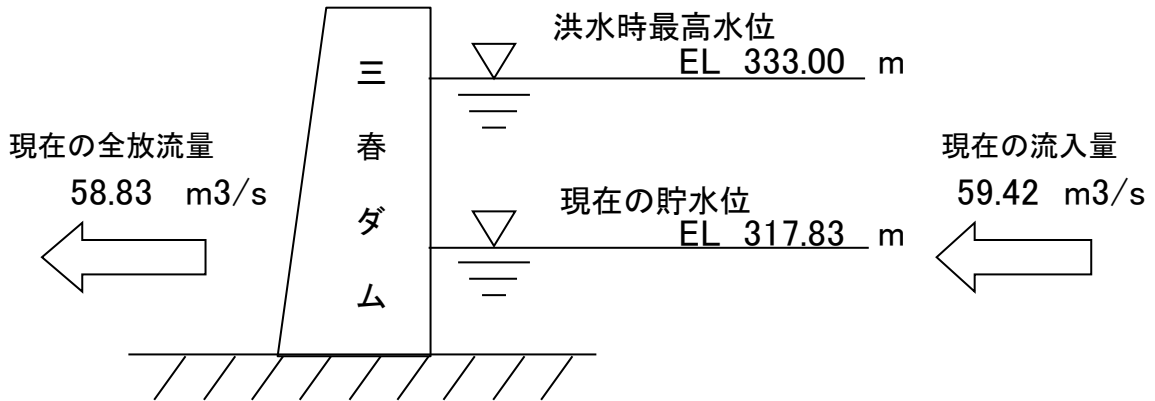 洪水時最高水位
EL 333.00 m
三春ダム
現在の全放流量
58.83 m3/s
現在の流入量
59.42 m3/s
現在の貯水位
EL 317.83 m